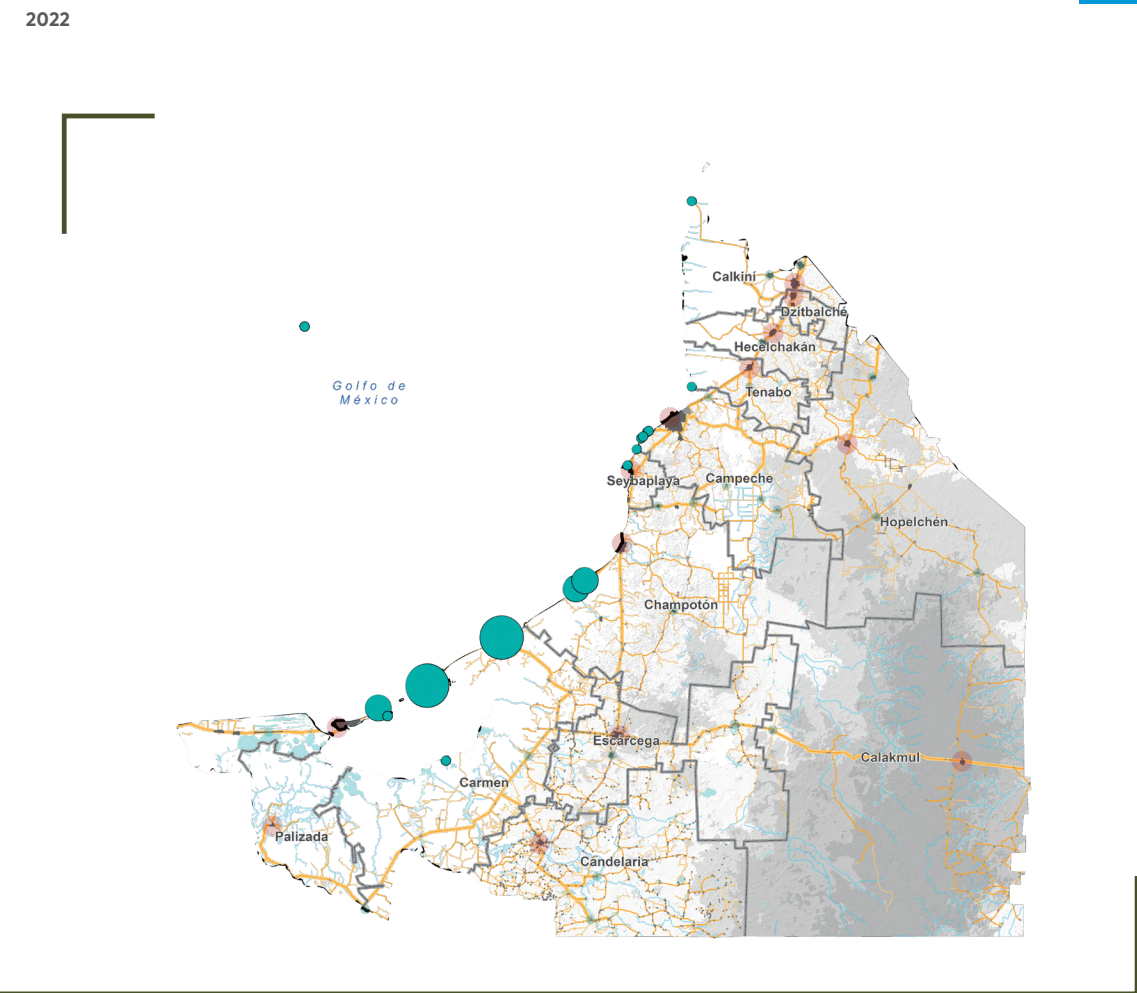 2022
Calkiní
Dzitbalché
Hecelchakán
Golfo de
México
Tenabo
Campeche
Seybaplaya
Hopelchén
Champotón
Escárcega
Calakmul
Carmen
Palizada
Candelaria